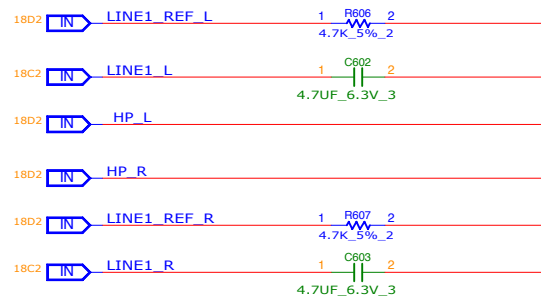 18D2 IN LINE1_REF_L 1 R606 2
4.7K_5%_2
18C2 IN LINE1_L 1 C602 2
4.7UF_6.3V_3
18D2 IN HP_L
18D2 IN HP_R
18D2 IN LINE1_REF_R 1 R607 2
4.7K_5%_2
18C2 IN LINE1_R 1 C603 2
4.7UF_6.3V_3